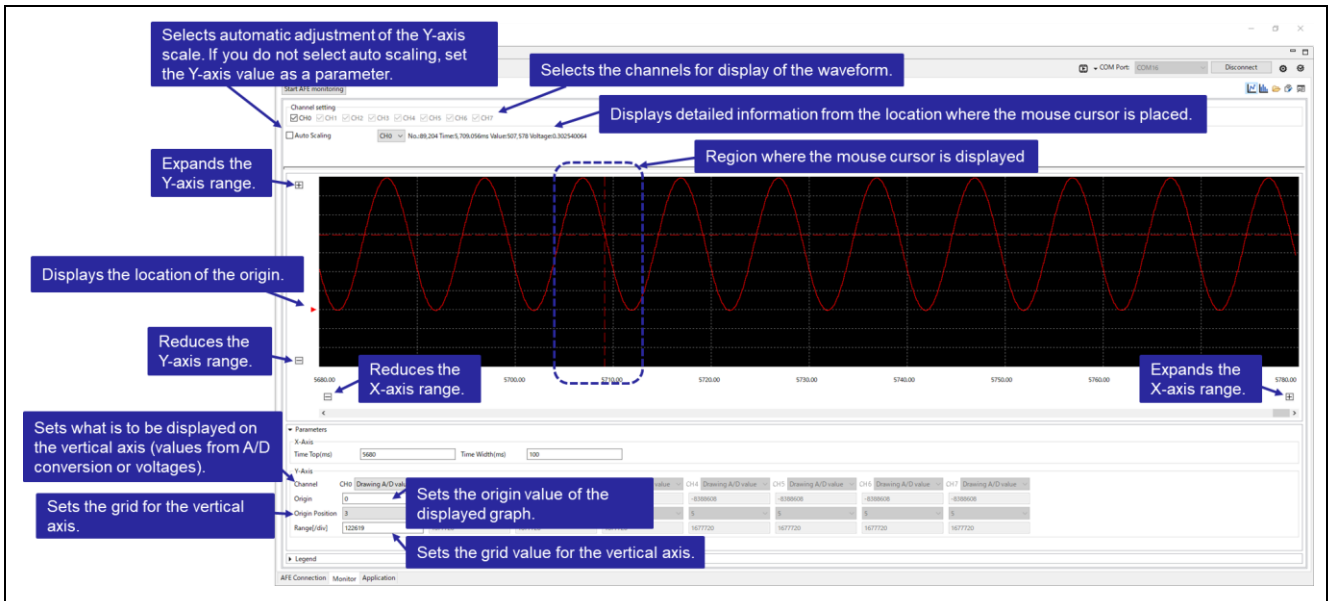 Selects automatic adjustment of the Y-axis
scale. If you do not select auto scaling, set
the Y-axis value as a parameter.
Selects the channels for display of the waveform.
COM Port:
COM16
Disconnect
Start AFE monitoring
Channel setting
CH0 CH1 CH2 CH3 CH4 CH5 CH6 CH7
Displays detailed information from the location where the mouse cursor is placed.
Auto Scaling
CH0
No.:89,204 Time:5,709.056ms Value:507,578 Voltage:0.302540064
Region where the mouse cursor is displayed
Expands the
Y-axis range.
Displays the location of the origin.
Reduces the
Y-axis range.
Reduces the
X-axis range.
Expands the
X-axis range.
5680.00 5700.00 5710.00 5720.00 5730.00 5740.00 5750.00 5760.00 5780.00
Sets what is to be displayed on
the vertical axis (values from A/D
conversion or voltages).
Parameters
X-Axis
Time Top(ms) 5680 Time Width(ms) 100
Y-Axis
Channel CH0 Drawing A/D valu value CH4 Drawing A/D value CH5 Drawing A/D value CH6 Drawing A/D value CH7 Drawing A/D value
Origin 0 -8388608 -8388608 -8388608 -8388608
Sets the origin value of the
displayed graph.
Sets the grid for the vertical
axis.
Origin Position 3 5 5 5 5
Range[/div] 122619 1677720 1677720 1677720 1677720
Sets the grid value for the vertical axis.
Legend
AFE Connection Monitor Application